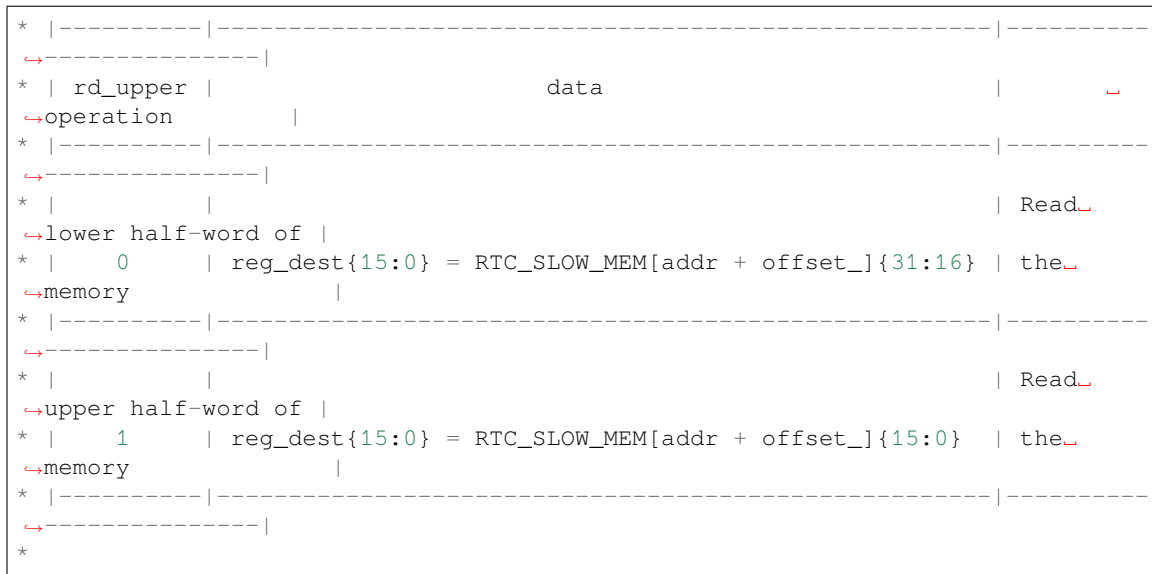 * |----------|------------------------------------------------------|----------
↪---------------|
* | rd_upper |                       data                           |       ␣
↪operation        |
* |----------|------------------------------------------------------|----------
↪---------------|
* |          |                                                      | Read␣
↪lower half-word of |
* |     0    | reg_dest{15:0} = RTC_SLOW_MEM[addr + offset_]{31:16} | the␣
↪memory              |
* |----------|------------------------------------------------------|----------
↪---------------|
* |          |                                                      | Read␣
↪upper half-word of |
* |     1    | reg_dest{15:0} = RTC_SLOW_MEM[addr + offset_]{15:0}  | the␣
↪memory              |
* |----------|------------------------------------------------------|----------
↪---------------|
*